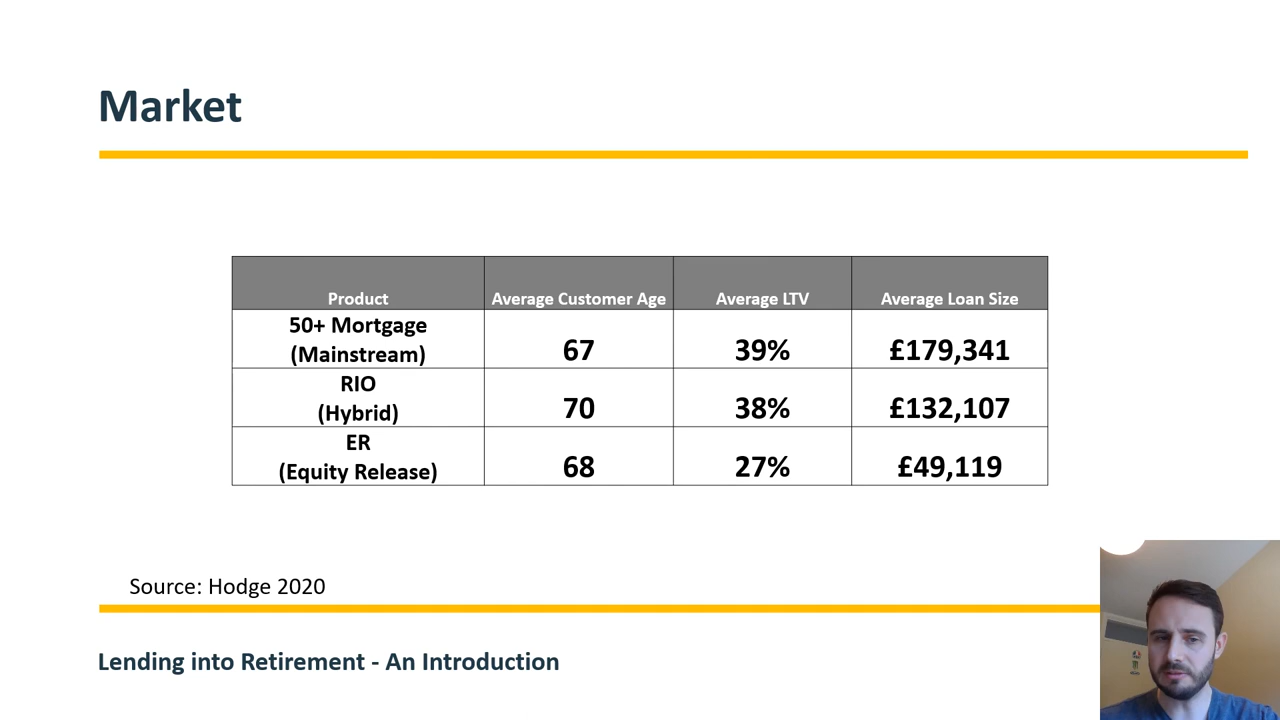 Market
Product Average Customer Age Average LTV Average Loan Size
50+ Mortgage
(Mainstream) 67 39% £179,341
RIO
(Hybrid) 70 38% £132,107
ER
(Equity Release) 68 27% £49,119
Source: Hodge 2020
Lending into Retirement - An Introduction